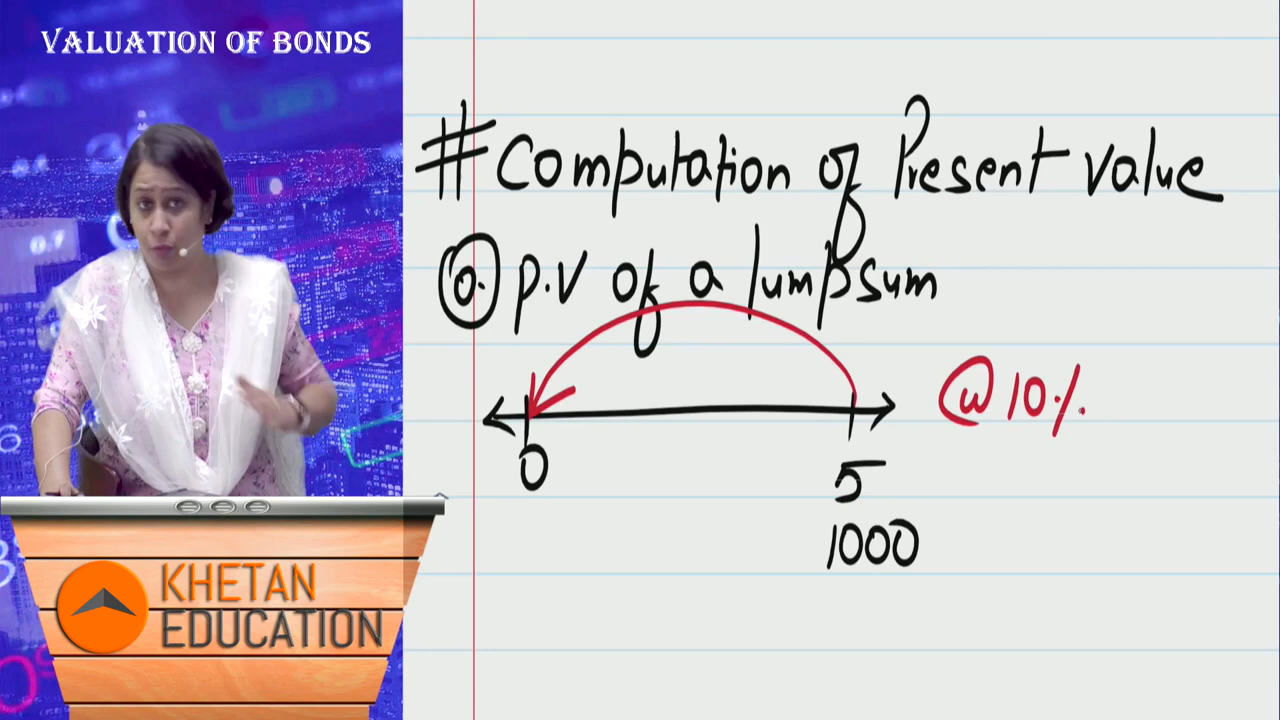 VALUATION OF BONDS
# Computation of Present value
a. P.V of a lumpsum
@ 10%
0 5
1000
KHETAN
EDUCATION